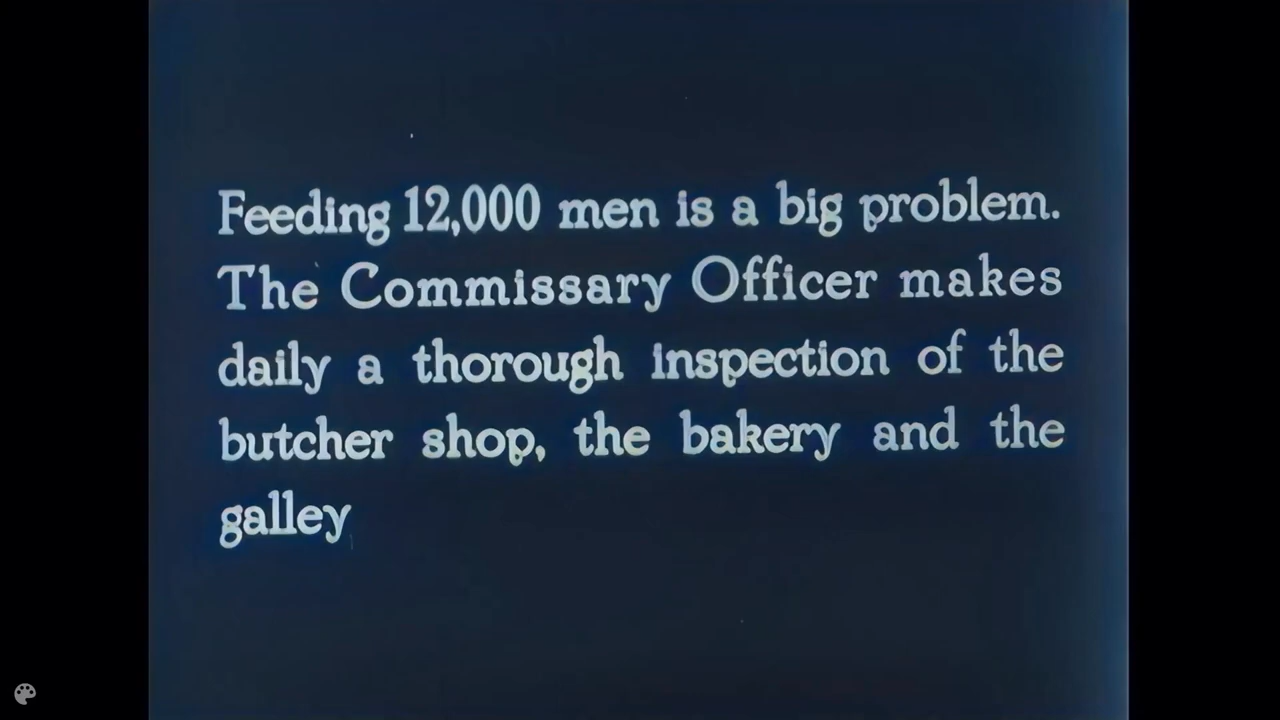 Feeding 12,000 men is a big problem.
The Commissary Officer makes
daily a thorough inspection of the
butcher shop, the bakery and the
galley